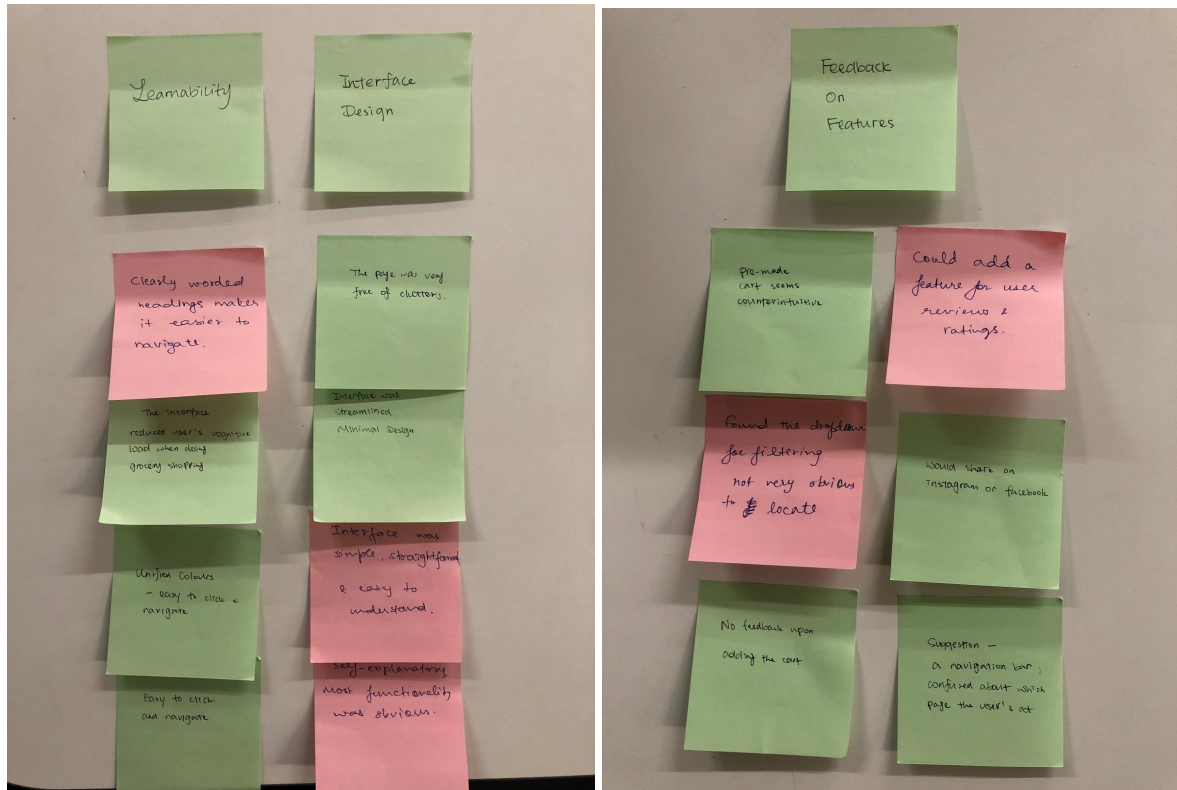 Learnability
Clearly worded
headings makes
it easier to
navigate.
The interface
reduced user's cognitive
load when doing
grocery shopping
Unified Colours
- easy to click &
navigate
Easy to click
and navigate
Interface
Design
The page was very
free of clutters.
Interface was
streamlined
Minimal Design
Interface was
simple, straightforward
& easy to
understand.
self-explanatory
most functionality
was obvious.
Feedback
On
Features
Pre-made
cart seems
counterintuitive
Could add a
feature for user
reviews &
ratings.
Found the dropdown
for filtering
not very obvious
to locate
Would share on
Instagram or facebook
No feedback upon
adding the cart
Suggestion -
a navigation bar,
confused about which
page the user's at